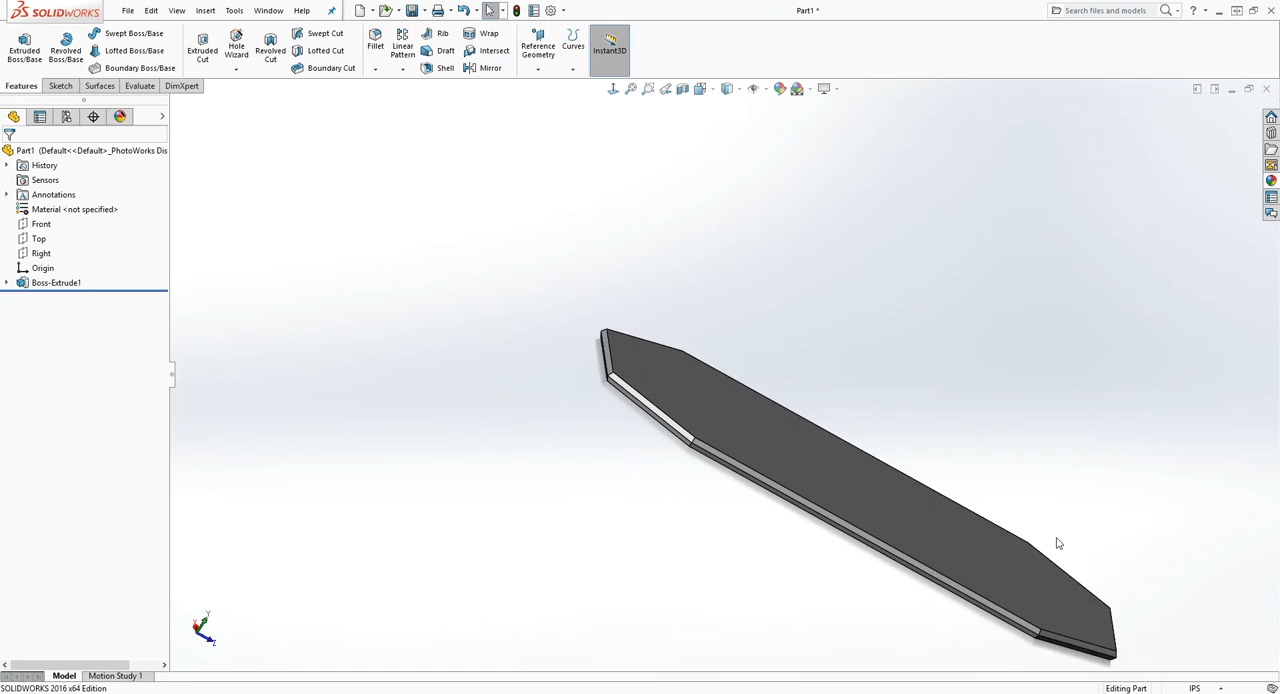 SOLIDWORKS File Edit View Insert Tools Window Help Part1 * Search files and models
Extruded Boss/Base
Revolved Boss/Base
Swept Boss/Base
Lofted Boss/Base
Boundary Boss/Base
Extruded Cut
Hole Wizard
Revolved Cut
Swept Cut
Lofted Cut
Boundary Cut
Fillet
Linear Pattern
Rib
Draft
Shell
Wrap
Intersect
Mirror
Reference Geometry
Curves
Instant3D
Features Sketch Surfaces Evaluate DimXpert
Part1 (Default<<Default>_PhotoWorks Dis
History
Sensors
Annotations
Material <not specified>
Front
Top
Right
Origin
Boss-Extrude1
Y
X
Z
Model Motion Study 1
SOLIDWORKS 2016 x64 Edition Editing Part IPS